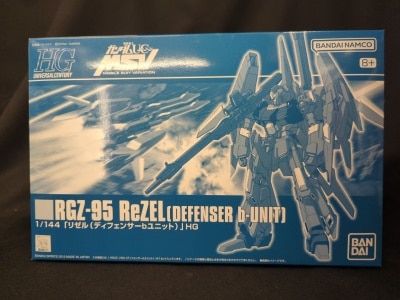 HG
UNIVERSAL CENTURY
ガンダムUC
MSV
MOBILE SUIT VARIATION
BANDAI NAMCO
8+
RGZ-95 ReZEL(DEFENSER b-UNIT)
1/144「リゼル(ディフェンサーbユニット)」HG
BAN
DAI